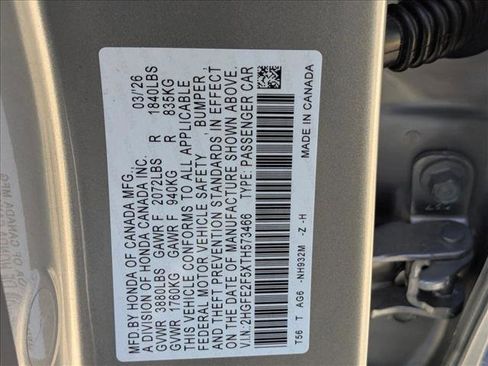 MFD.BY HONDA OF CANADA MFG. 03/'26
A DIVISION OF HONDA CANADA INC.
GVWR 3880LBS GAWR F 2072LBS R 1840LBS
GVWR 1760KG GAWR F 940KG R 835KG
THIS VEHICLE CONFORMS TO ALL APPLICABLE
FEDERAL MOTOR VEHICLE SAFETY, BUMPER,
AND THEFT PREVENTION STANDARDS IN EFFECT
ON THE DATE OF MANUFACTURE SHOWN ABOVE.
V.I.N:2HGFE2F5XTH573466 TYPE: PASSENGER CAR
T56 T AG6 -NH932M -Z -H MADE IN CANADA